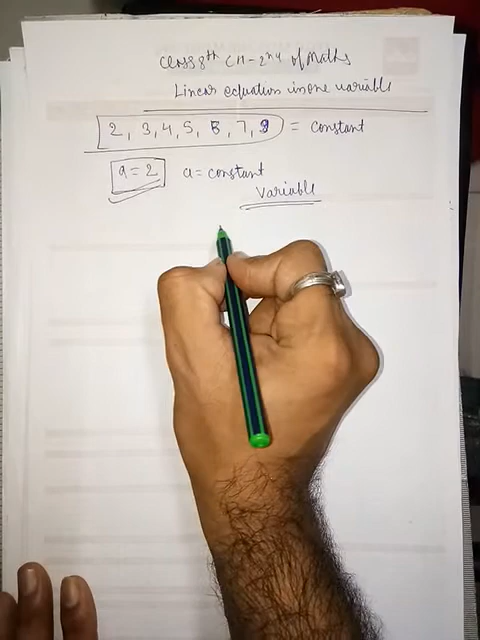 Class 8th CH-2nd of Maths
Linear equation in one variable
2, 3, 4, 5, 6, 7, 9 = constant
a = 2 a = constant
Variable